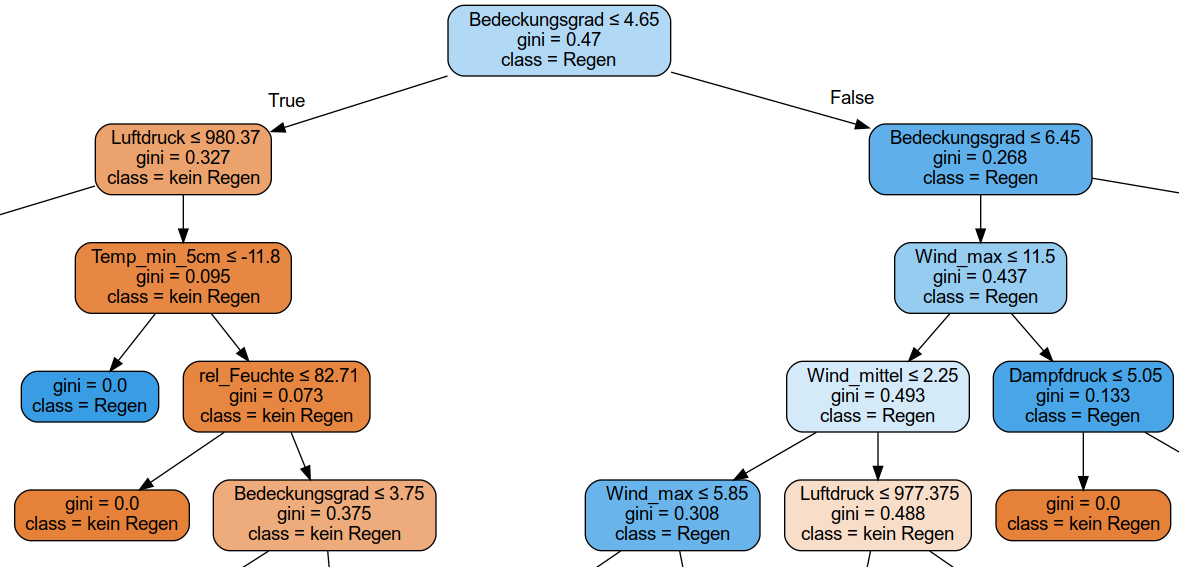 Bedeckungsgrad ≤ 4.65
gini = 0.47
class = Regen
True
False
Luftdruck ≤ 980.37
gini = 0.327
class = kein Regen
Bedeckungsgrad ≤ 6.45
gini = 0.268
class = Regen
Temp_min_5cm ≤ -11.8
gini = 0.095
class = kein Regen
Wind_max ≤ 11.5
gini = 0.437
class = Regen
gini = 0.0
class = Regen
rel_Feuchte ≤ 82.71
gini = 0.073
class = kein Regen
Wind_mittel ≤ 2.25
gini = 0.493
class = Regen
Dampfdruck ≤ 5.05
gini = 0.133
class = Regen
gini = 0.0
class = kein Regen
Bedeckungsgrad ≤ 3.75
gini = 0.375
class = kein Regen
Wind_max ≤ 5.85
gini = 0.308
class = Regen
Luftdruck ≤ 977.375
gini = 0.488
class = kein Regen
gini = 0.0
class = kein Regen